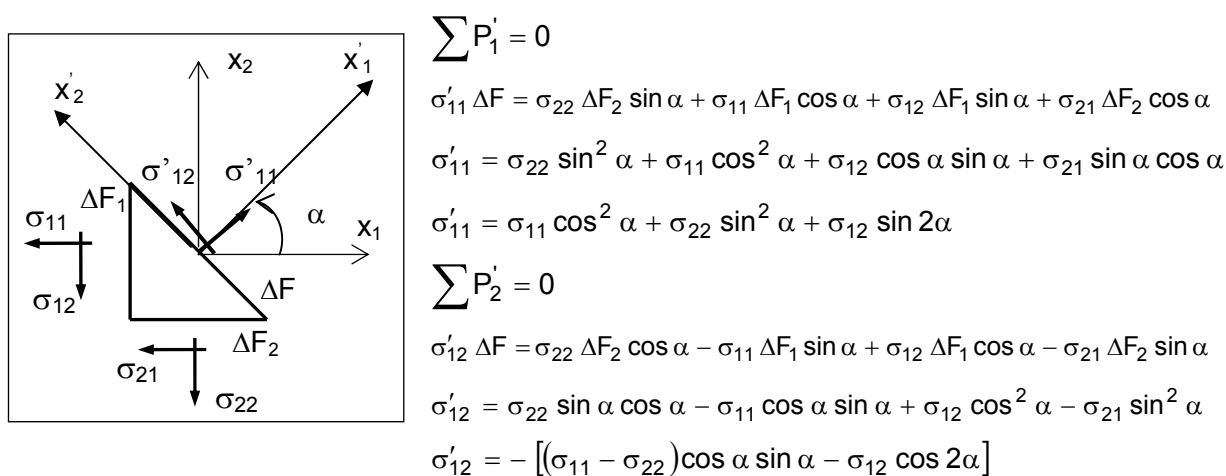 x₂
x'₁
x'₂
σ'₁₂
σ'₁₁
ΔF₁
σ₁₁
α
x₁
σ₁₂
ΔF
σ₂₁
ΔF₂
σ₂₂
∑P'₁ = 0
σ′₁₁ ΔF = σ₂₂ ΔF₂ sin α + σ₁₁ ΔF₁ cos α + σ₁₂ ΔF₁ sin α + σ₂₁ ΔF₂ cos α
σ′₁₁ = σ₂₂ sin² α + σ₁₁ cos² α + σ₁₂ cos α sin α + σ₂₁ sin α cos α
σ′₁₁ = σ₁₁ cos² α + σ₂₂ sin² α + σ₁₂ sin 2α
∑P'₂ = 0
σ′₁₂ ΔF = σ₂₂ ΔF₂ cos α − σ₁₁ ΔF₁ sin α + σ₁₂ ΔF₁ cos α − σ₂₁ ΔF₂ sin α
σ′₁₂ = σ₂₂ sin α cos α − σ₁₁ cos α sin α + σ₁₂ cos² α − σ₂₁ sin² α
σ′₁₂ = − [(σ₁₁ − σ₂₂) cos α sin α − σ₁₂ cos 2α]